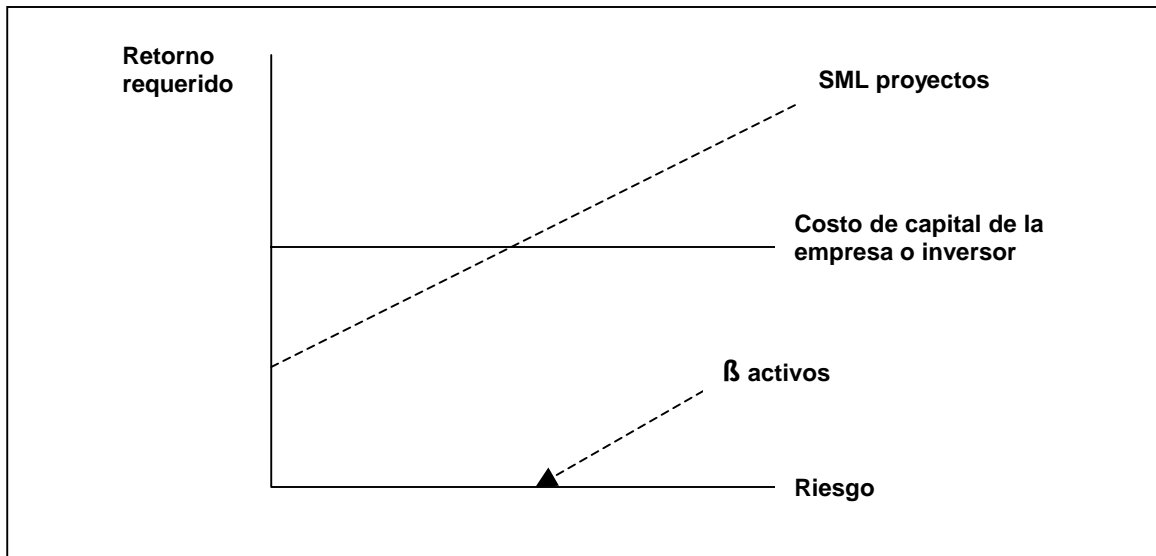 Retorno
requerido
SML proyectos
Costo de capital de la
empresa o inversor
ß activos
Riesgo